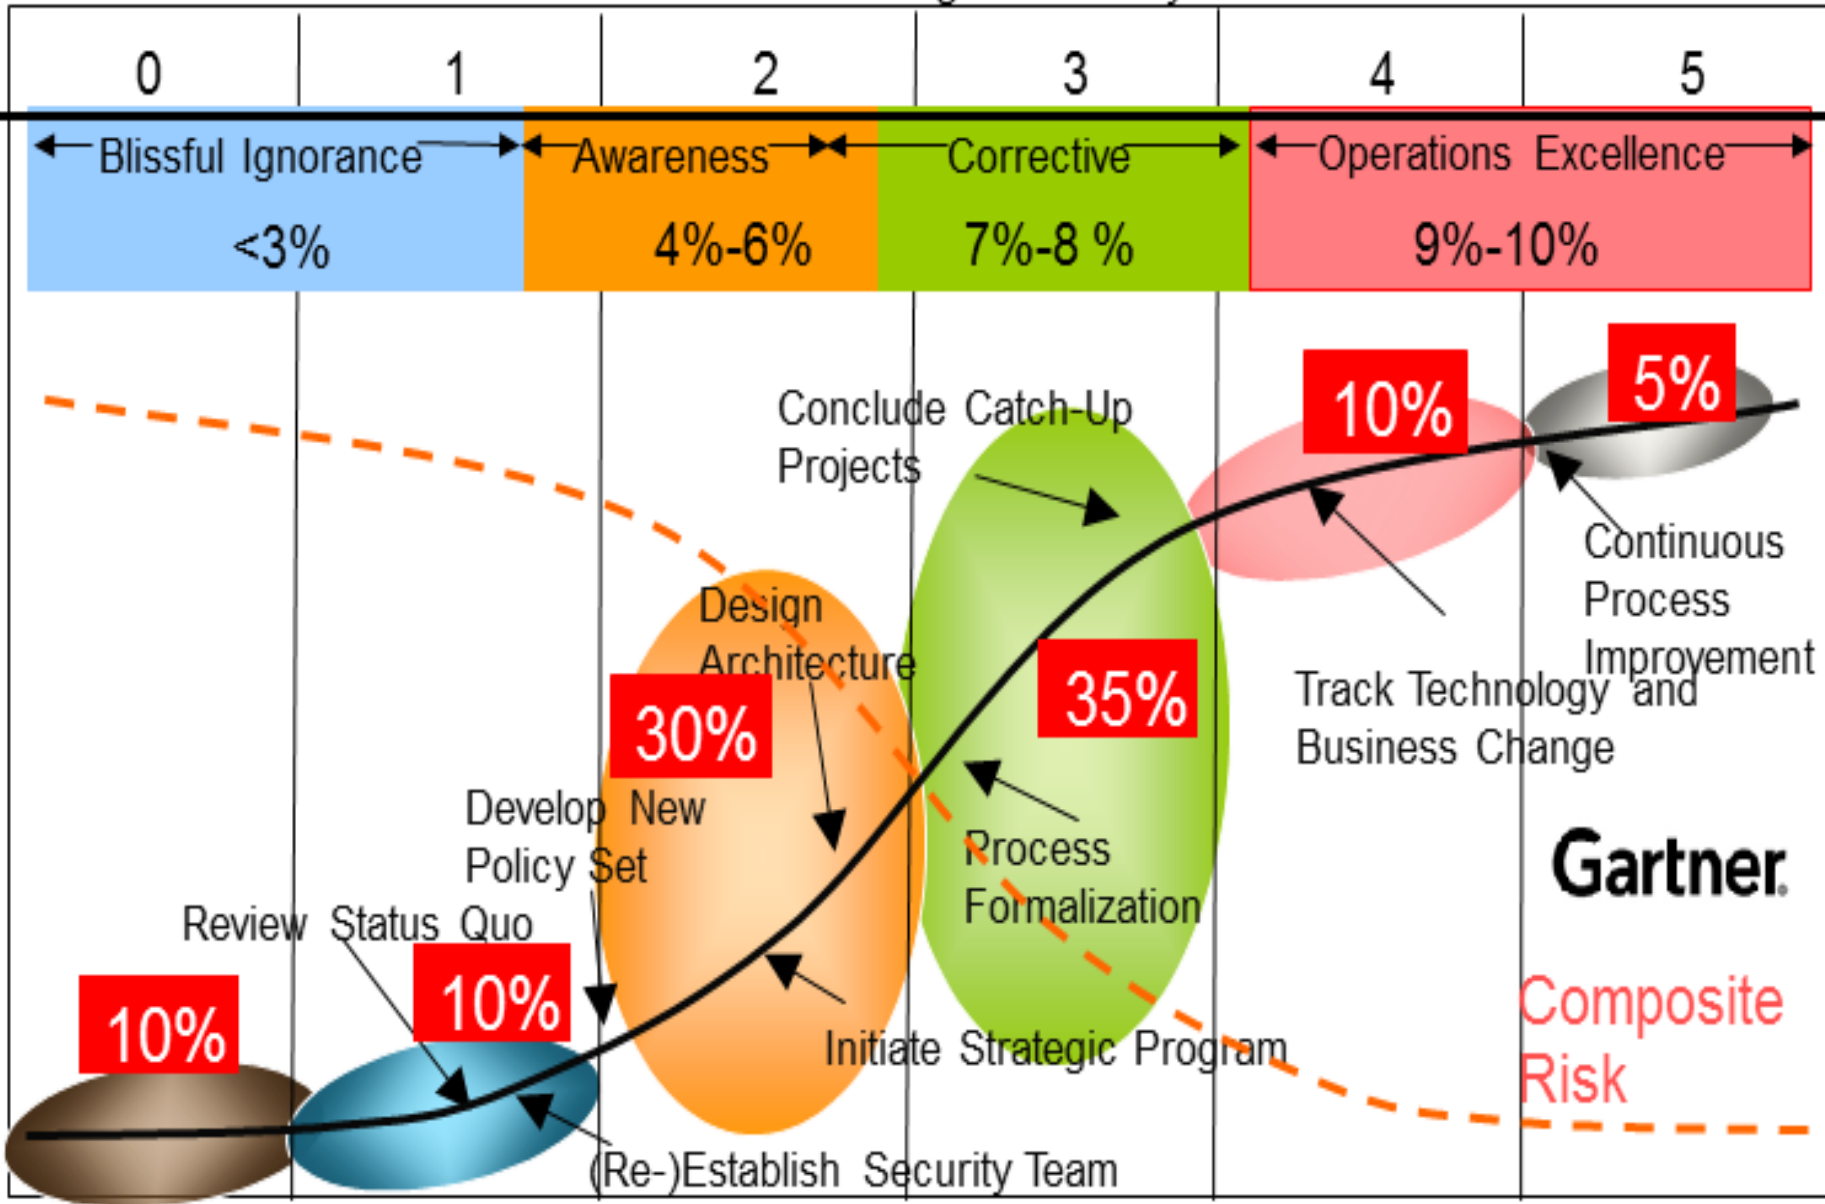 0 1 2 3 4 5
Blissful Ignorance Awareness Corrective Operations Excellence
<3% 4%-6% 7%-8 % 9%-10%
5%
10%
Conclude Catch-Up
Projects
Continuous
Process
Improvement
Design
Architecture
35%
Track Technology and
Business Change
30%
Develop New
Policy Set
Process
Formalization
Gartner
Review Status Quo
10%
10%
Composite
Risk
Initiate Strategic Program
(Re-)Establish Security Team